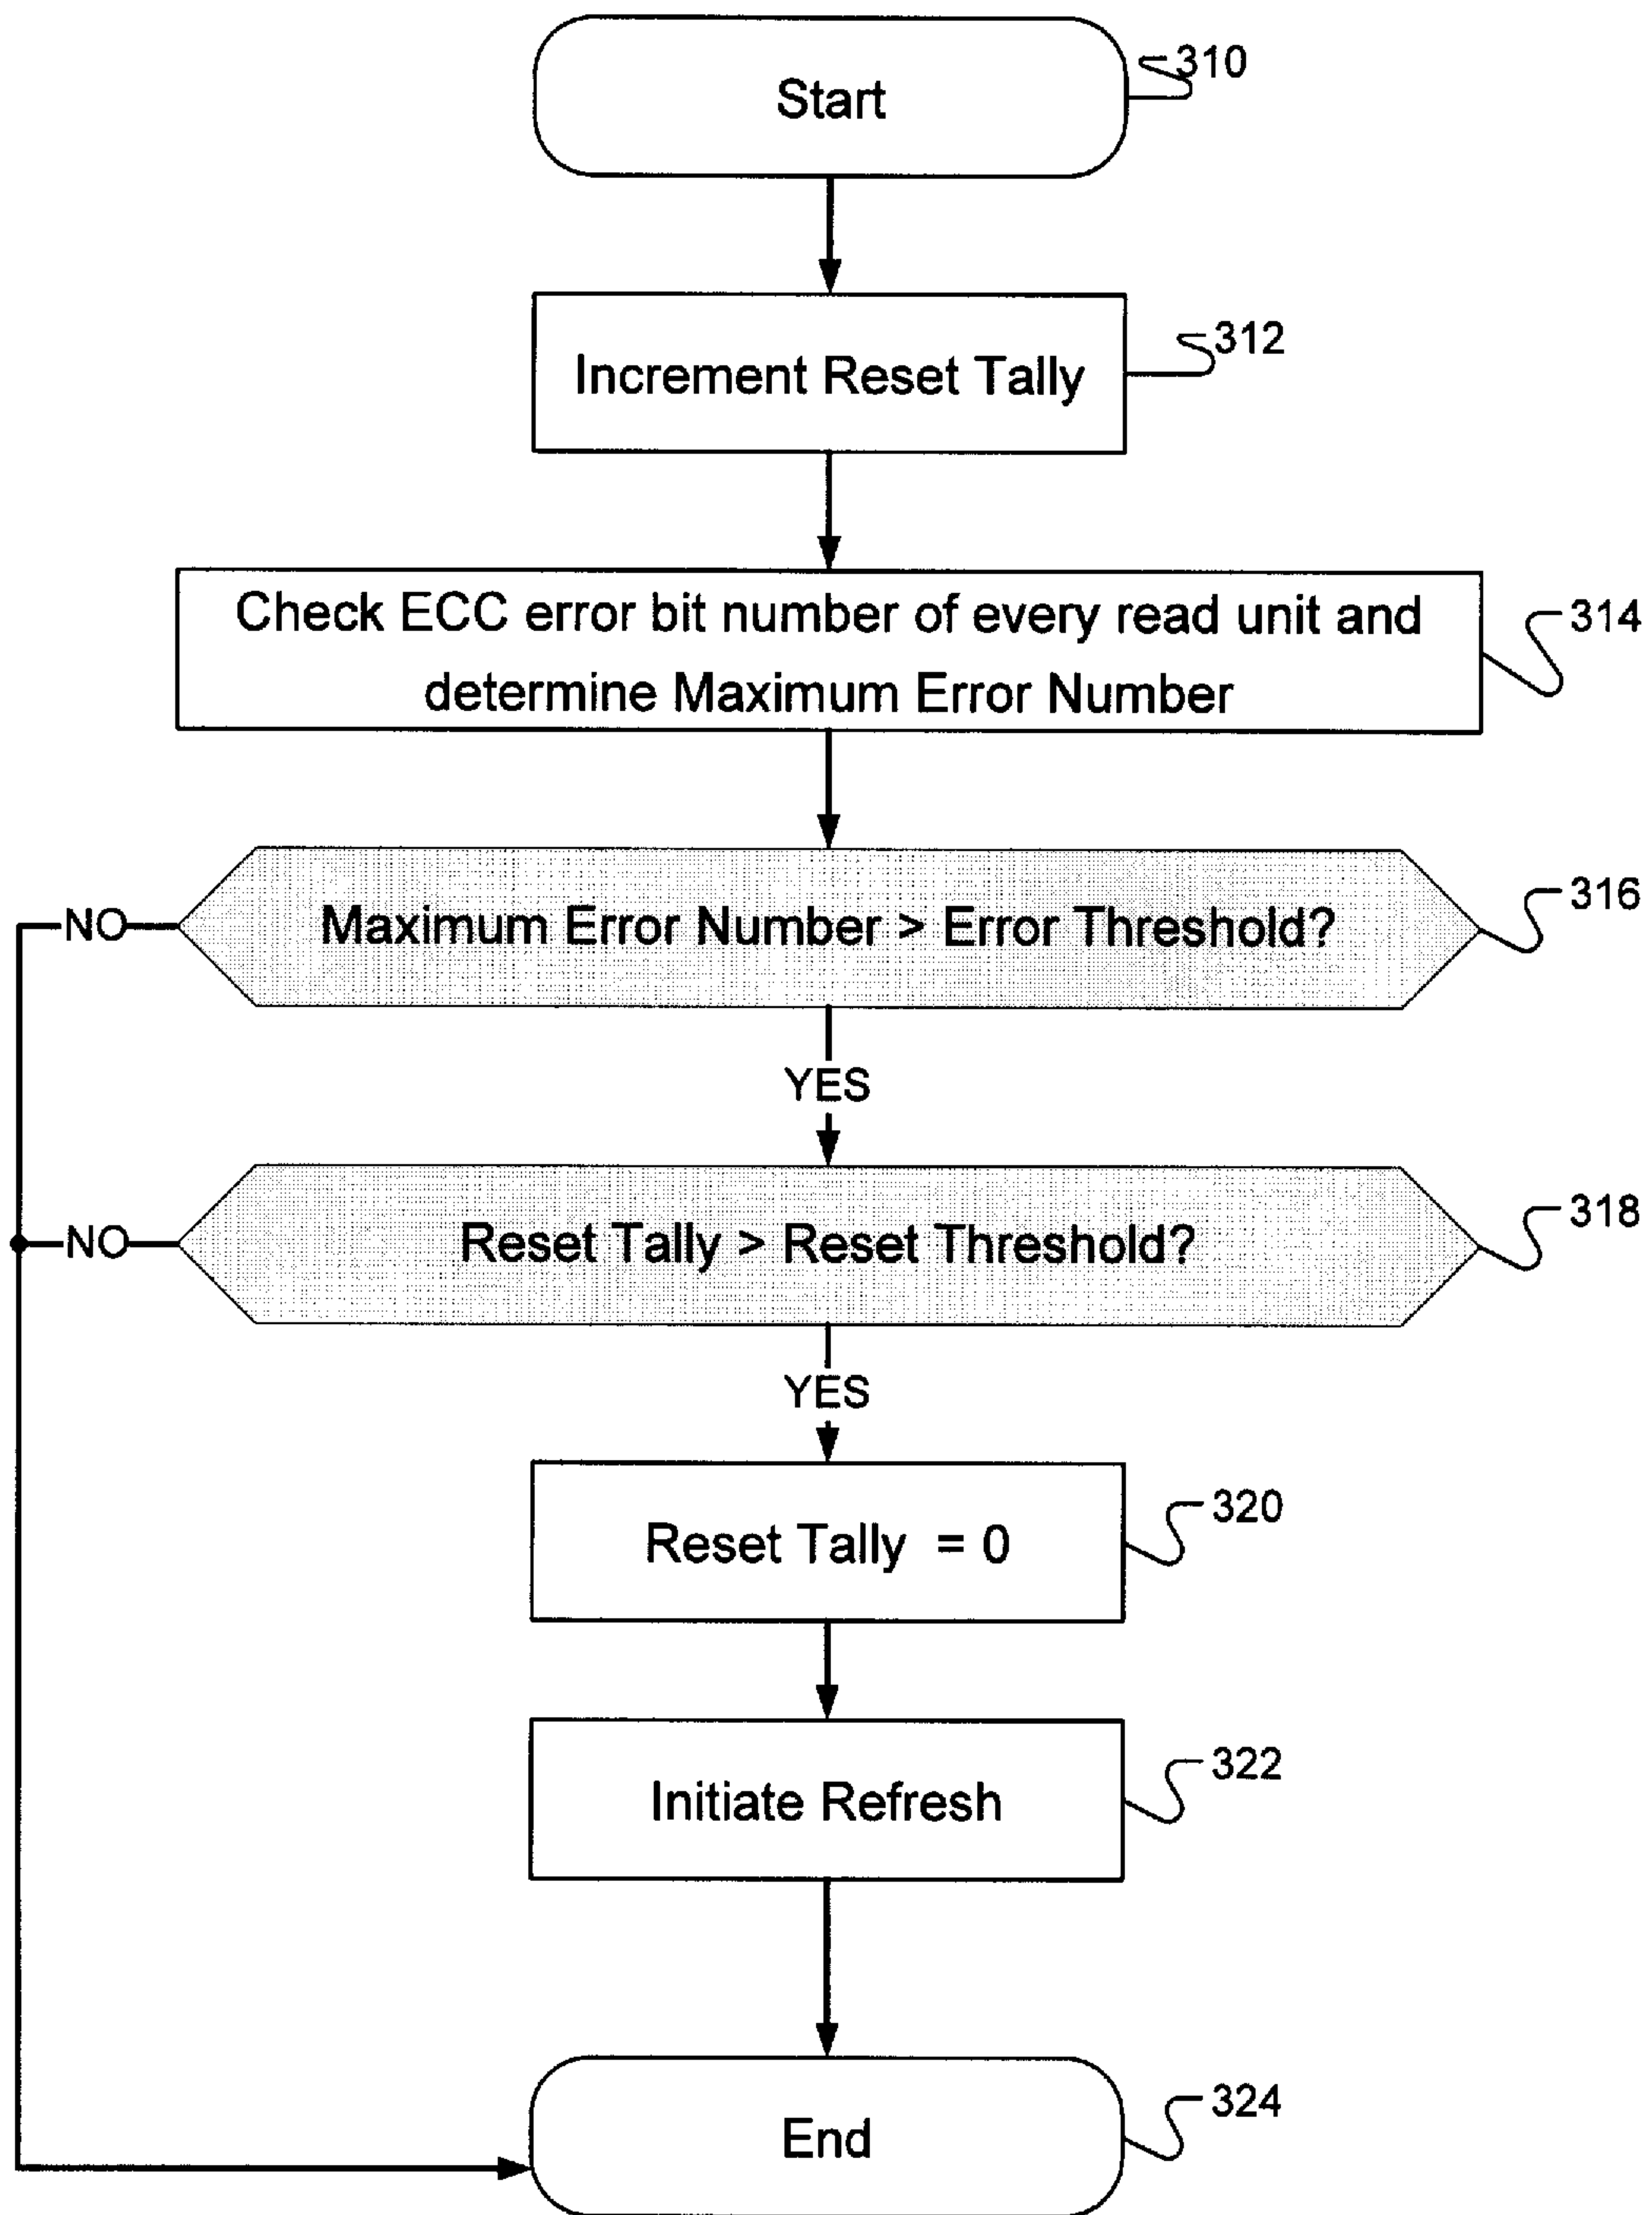 Start
310
Increment Reset Tally
312
Check ECC error bit number of every read unit and
determine Maximum Error Number
314
Maximum Error Number > Error Threshold?
316
NO
YES
Reset Tally > Reset Threshold?
318
NO
YES
Reset Tally = 0
320
Initiate Refresh
322
End
324